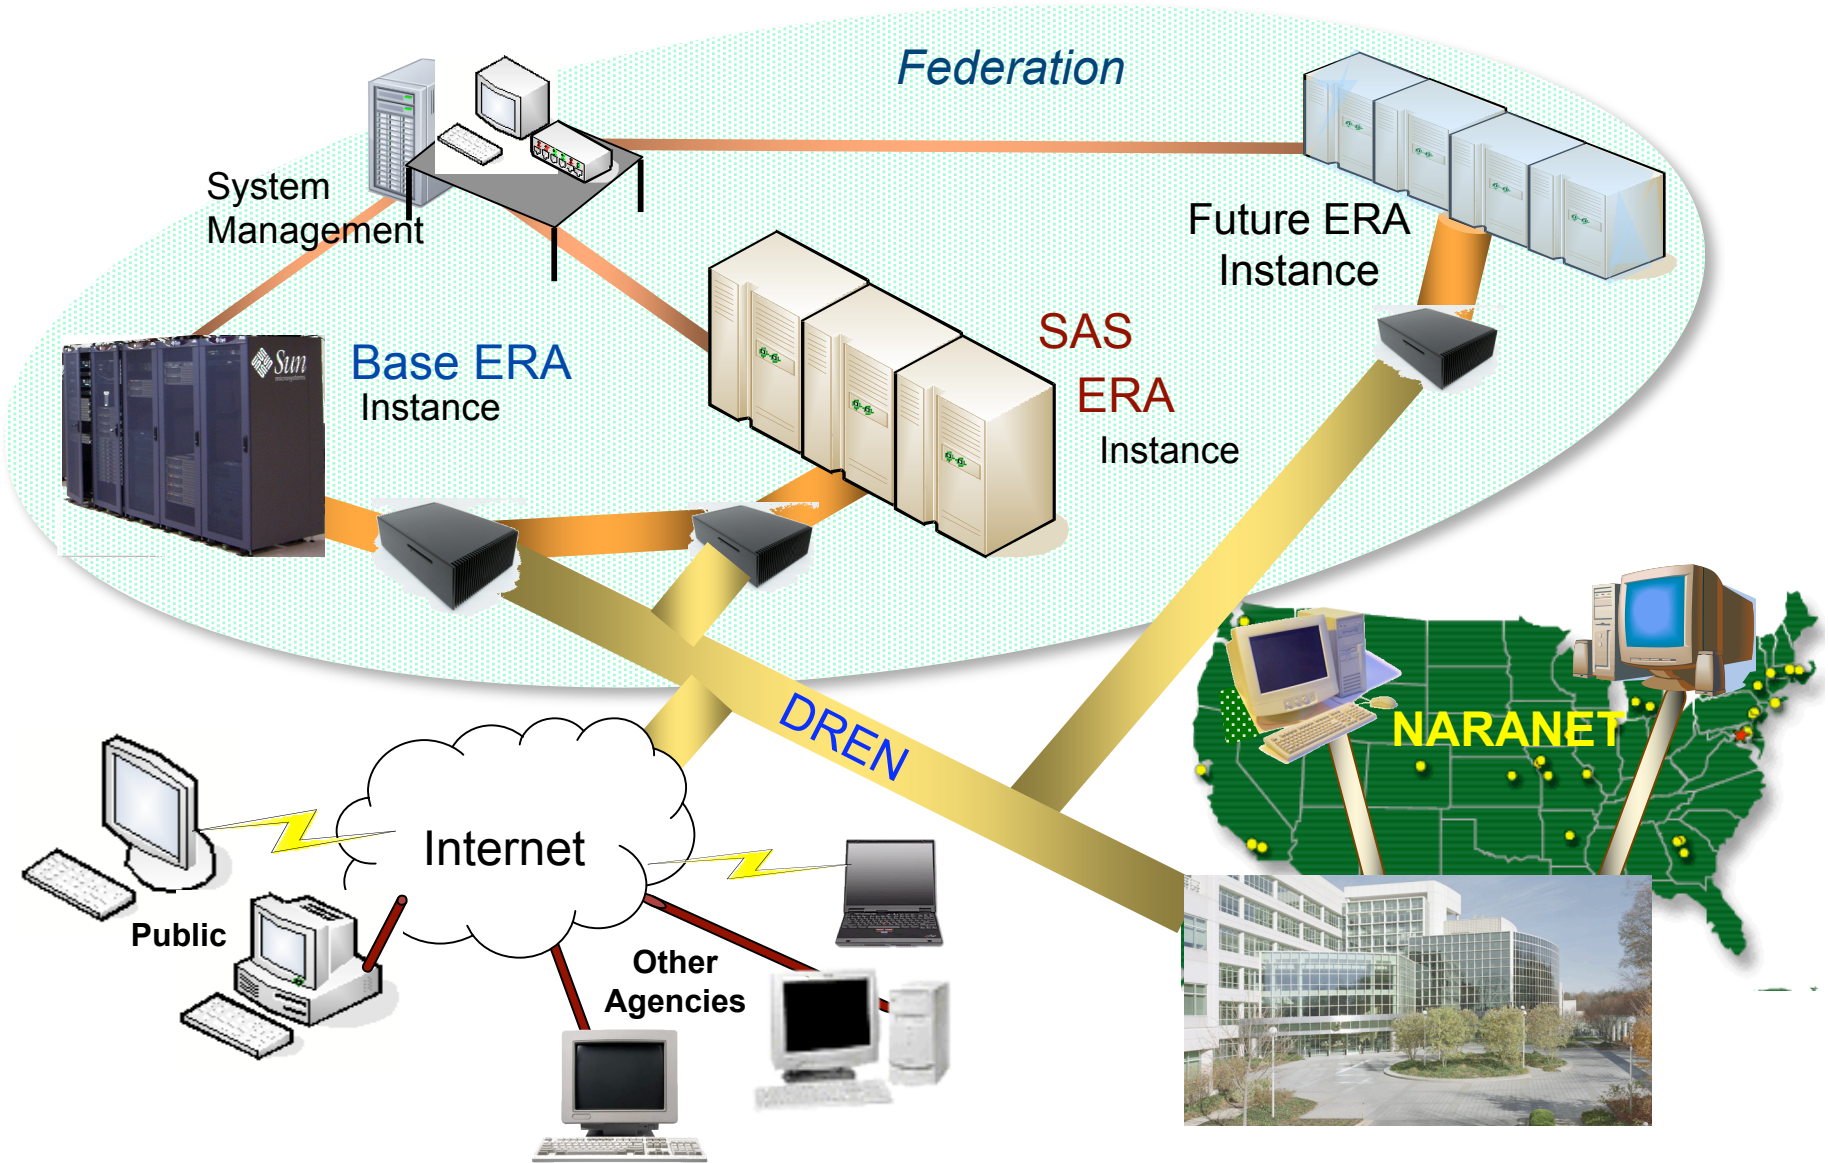 Federation
System
Management
Future ERA
Instance
Sun
microsystems
Base ERA
Instance
SAS
ERA
Instance
DREN
NARANET
Internet
Public
Other
Agencies